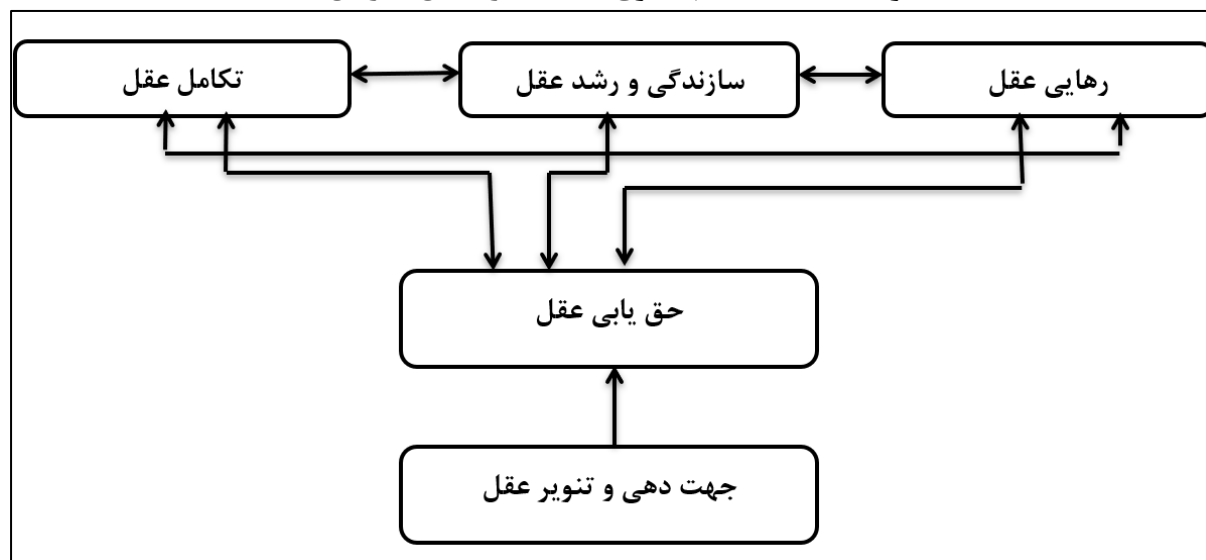 رهایی عقل
سازندگی و رشد عقل
تکامل عقل
حق یابی عقل
جهت دهی و تنویر عقل